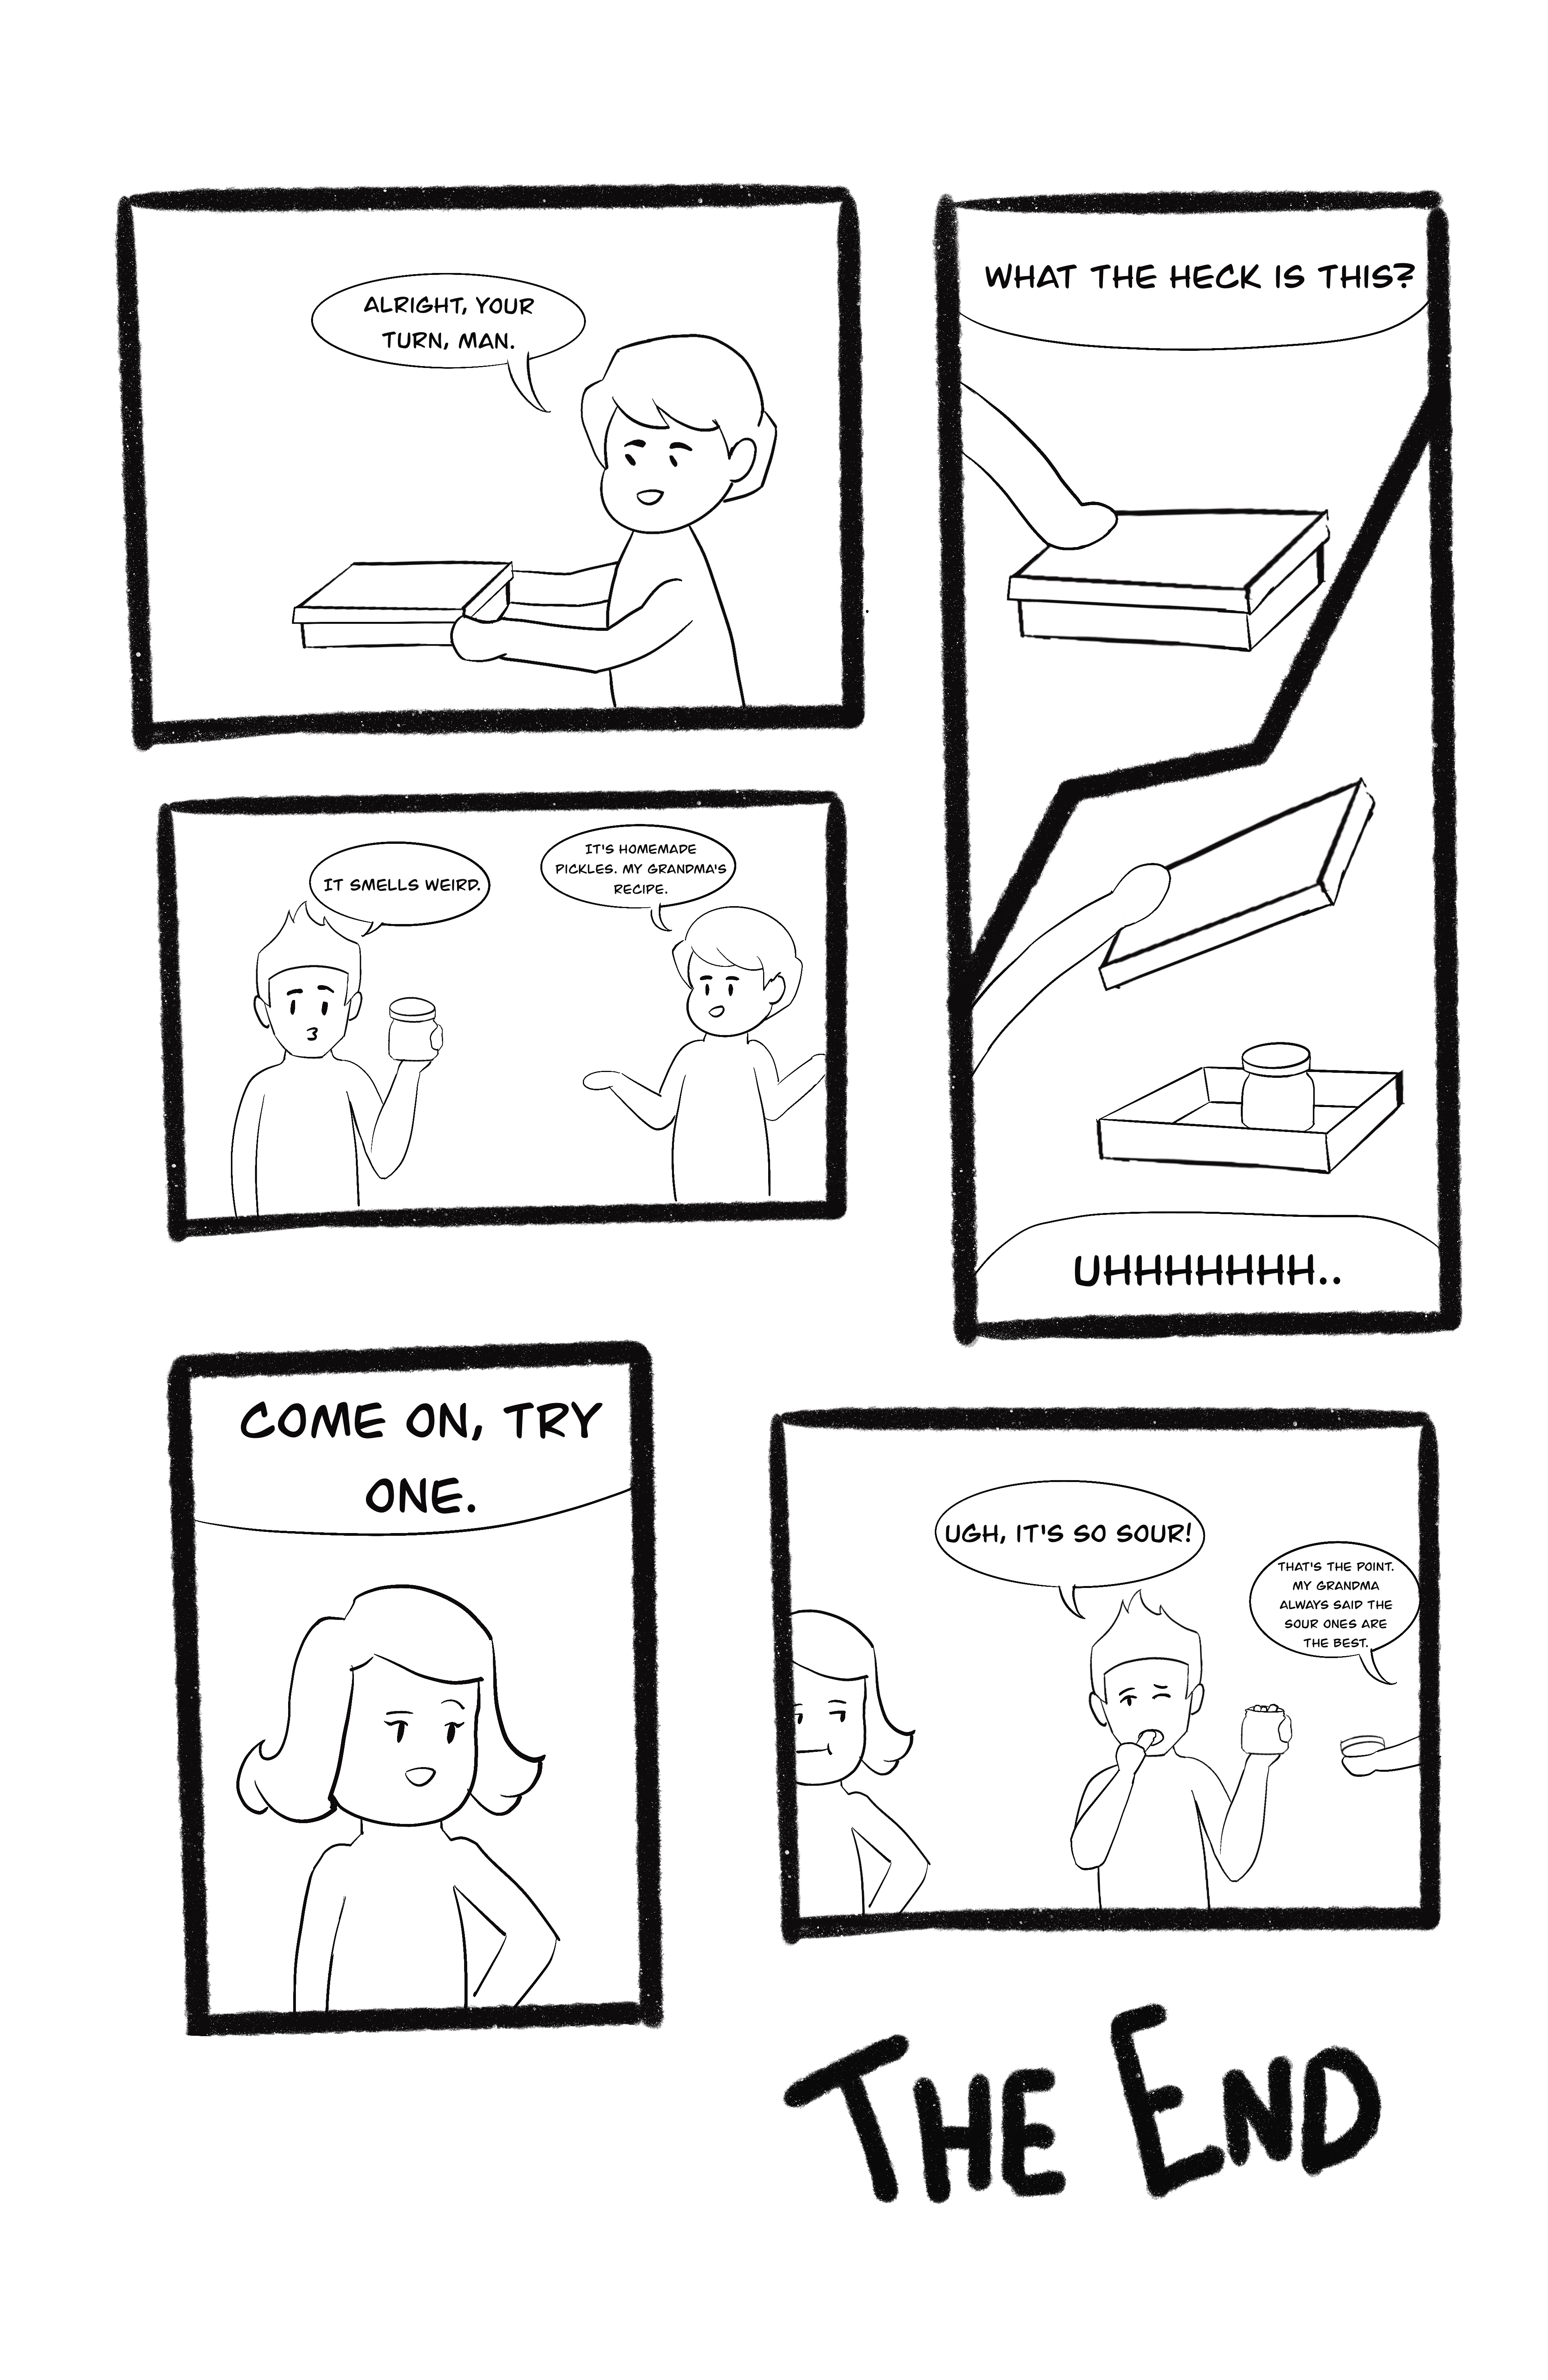 ALRIGHT, YOUR
TURN, MAN.
WHAT THE HECK IS THIS?
UHHHHHHH..
IT SMELLS WEIRD.
IT'S HOMEMADE
PICKLES. MY GRANDMA'S
RECIPE.
COME ON, TRY
ONE.
UGH, IT'S SO SOUR!
THAT'S THE POINT.
MY GRANDMA
ALWAYS SAID THE
SOUR ONES ARE
THE BEST.
THE END